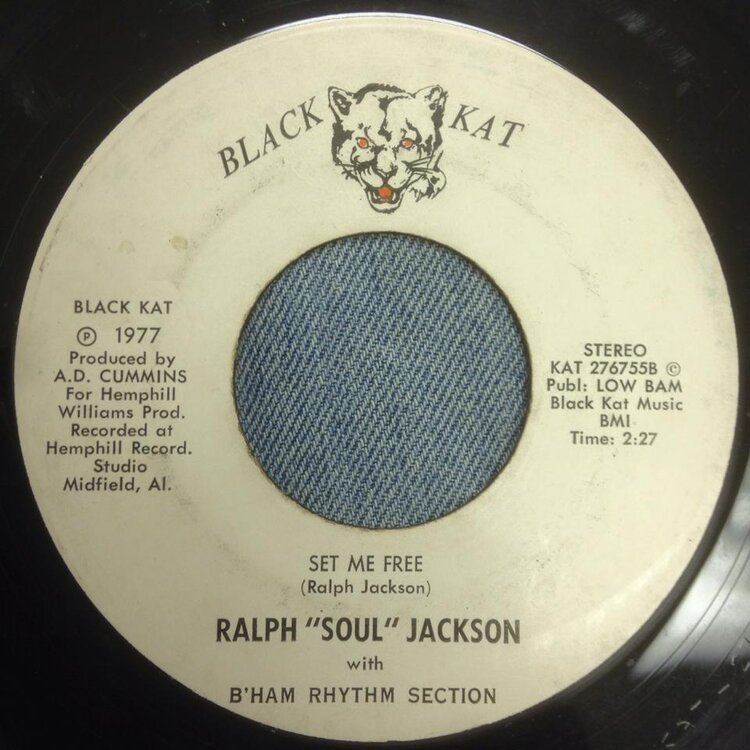 BLACK KAT
BLACK KAT
℗ 1977
Produced by
A.D. CUMMINS
For Hemphill
Williams Prod.
Recorded at
Hemphill Record.
Studio
Midfield, Al.
STEREO
KAT 276755B ©
Publ: LOW BAM
Black Kat Music
BMI
Time: 2:27
SET ME FREE
(Ralph Jackson)
RALPH "SOUL" JACKSON
with
B'HAM RHYTHM SECTION